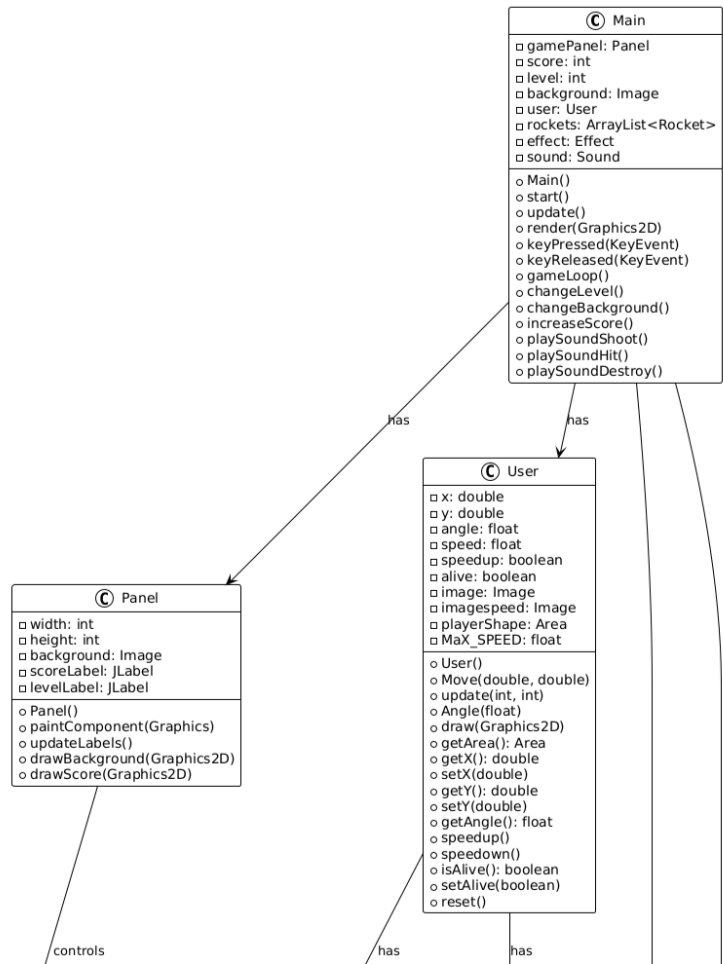 C Main
gamePanel: Panel
score: int
level: int
background: Image
user: User
rockets: ArrayList<Rocket>
effect: Effect
sound: Sound
Main()
start()
update()
render(Graphics2D)
keyPressed(KeyEvent)
keyReleased(KeyEvent)
gameLoop()
changeLevel()
changeBackground()
increaseScore()
playSoundShoot()
playSoundHit()
playSoundDestroy()
has
has
C User
x: double
y: double
angle: float
speed: float
speedup: boolean
alive: boolean
image: Image
imagespeed: Image
playerShape: Area
MaX_SPEED: float
User()
Move(double, double)
update(int, int)
Angle(float)
draw(Graphics2D)
getArea(): Area
getX(): double
setX(double)
getY(): double
setY(double)
getAngle(): float
speedup()
speedown()
isAlive(): boolean
setAlive(boolean)
reset()
C Panel
width: int
height: int
background: Image
scoreLabel: JLabel
levelLabel: JLabel
Panel()
paintComponent(Graphics)
updateLabels()
drawBackground(Graphics2D)
drawScore(Graphics2D)
controls
has
has